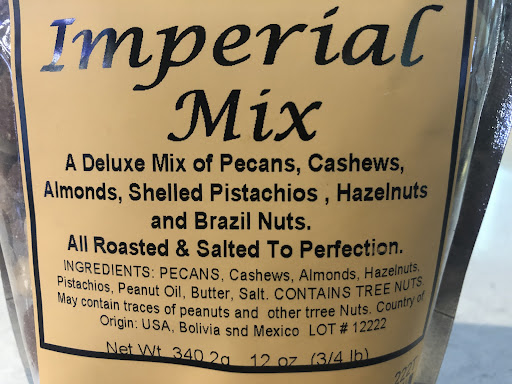 Imperial
Mix
A Deluxe Mix of Pecans, Cashews,
Almonds, Shelled Pistachios , Hazelnuts
and Brazil Nuts.
All Roasted & Salted To Perfection.
INGREDIENTS: PECANS, Cashews, Almonds, Hazelnuts,
Pistachios, Peanut Oil, Butter, Salt. CONTAINS TREE NUTS.
May contain traces of peanuts and other trree Nuts. Country of
Origin: USA, Bolivia snd Mexico LOT # 12222
Net Wt. 340.2g 12 oz (3/4 lb)